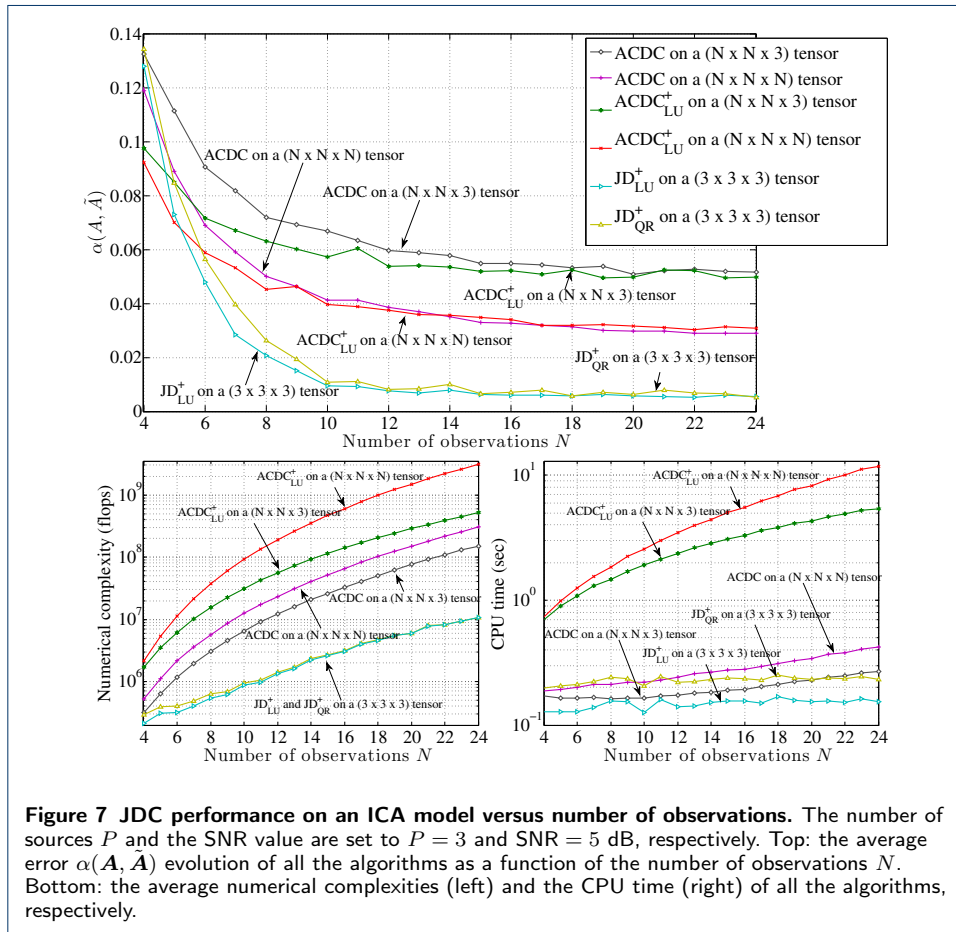 0.14
0.12
0.1
0.08
0.06
0.04
0.02
0
α(A, Ã)
4 6 8 10 12 14 16 18 20 22 24
Number of observations N
ACDC on a (N x N x N) tensor
ACDC on a (N x N x 3) tensor
ACDC⁺LU on a (N x N x 3) tensor
ACDC⁺LU on a (N x N x N) tensor
JD⁺QR on a (3 x 3 x 3) tensor
JD⁺LU on a (3 x 3 x 3) tensor
ACDC on a (N x N x 3) tensor
ACDC on a (N x N x N) tensor
ACDC⁺LU on a (N x N x 3) tensor
ACDC⁺LU on a (N x N x N) tensor
JD⁺LU on a (3 x 3 x 3) tensor
JD⁺QR on a (3 x 3 x 3) tensor
10⁹
10⁸
10⁷
10⁶
Numerical complexity (flops)
ACDC⁺LU on a (N x N x N) tensor
ACDC⁺LU on a (N x N x 3) tensor
ACDC on a (N x N x 3) tensor
ACDC on a (N x N x N) tensor
JD⁺LU and JD⁺QR on a (3 x 3 x 3) tensor
4 6 8 10 12 14 16 18 20 22 24
Number of observations N
10¹
10⁰
10⁻¹
CPU time (sec)
ACDC⁺LU on a (N x N x N) tensor
ACDC⁺LU on a (N x N x 3) tensor
ACDC on a (N x N x N) tensor
JD⁺QR on a (3 x 3 x 3) tensor
ACDC on a (N x N x 3) tensor
JD⁺LU on a (3 x 3 x 3) tensor
4 6 8 10 12 14 16 18 20 22 24
Number of observations N
Figure 7 JDC performance on an ICA model versus number of observations. The number of
sources P and the SNR value are set to P = 3 and SNR = 5 dB, respectively. Top: the average
error α(A, Ã) evolution of all the algorithms as a function of the number of observations N.
Bottom: the average numerical complexities (left) and the CPU time (right) of all the algorithms,
respectively.